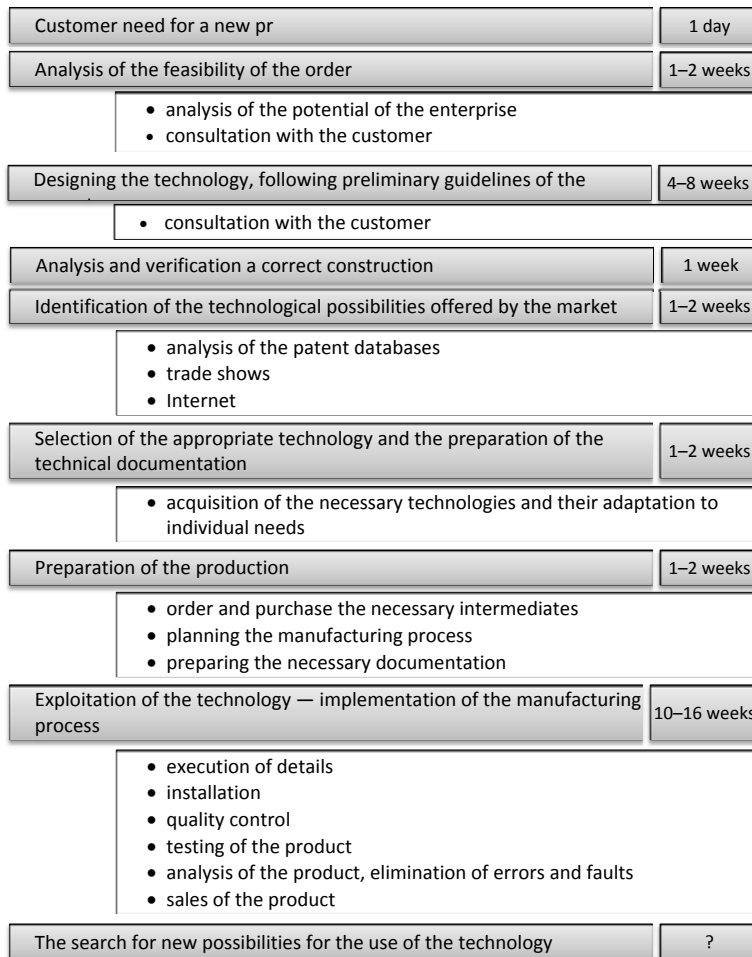 Customer need for a new pr
1 day
Analysis of the feasibility of the order
1–2 weeks
• analysis of the potential of the enterprise
• consultation with the customer
Designing the technology, following preliminary guidelines of the
4–8 weeks
• consultation with the customer
Analysis and verification a correct construction
1 week
Identification of the technological possibilities offered by the market
1–2 weeks
• analysis of the patent databases
• trade shows
• Internet
Selection of the appropriate technology and the preparation of the
technical documentation
1–2 weeks
• acquisition of the necessary technologies and their adaptation to
individual needs
Preparation of the production
1–2 weeks
• order and purchase the necessary intermediates
• planning the manufacturing process
• preparing the necessary documentation
Exploitation of the technology — implementation of the manufacturing
process
10–16 weeks
• execution of details
• installation
• quality control
• testing of the product
• analysis of the product, elimination of errors and faults
• sales of the product
The search for new possibilities for the use of the technology
?